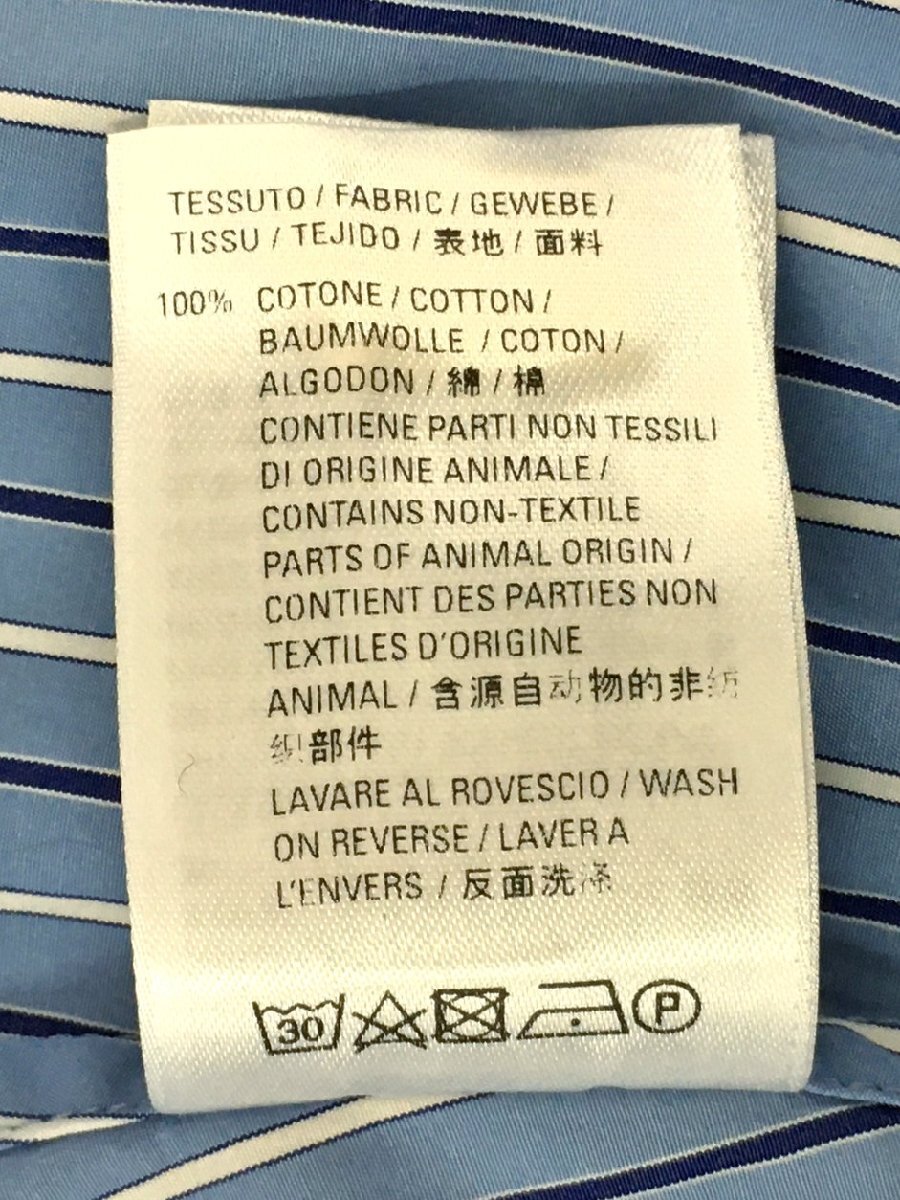 TESSUTO / FABRIC / GEWEBE /
TISSU / TEJIDO / 表地 / 面料
100% COTONE / COTTON /
BAUMWOLLE / COTON /
ALGODON / 綿 / 棉
CONTIENE PARTI NON TESSILI
DI ORIGINE ANIMALE /
CONTAINS NON-TEXTILE
PARTS OF ANIMAL ORIGIN /
CONTIENT DES PARTIES NON
TEXTILES D'ORIGINE
ANIMAL / 含源自动物的非纺
织部件
LAVARE AL ROVESCIO / WASH
ON REVERSE / LAVER A
L'ENVERS / 反面洗涤
30 P